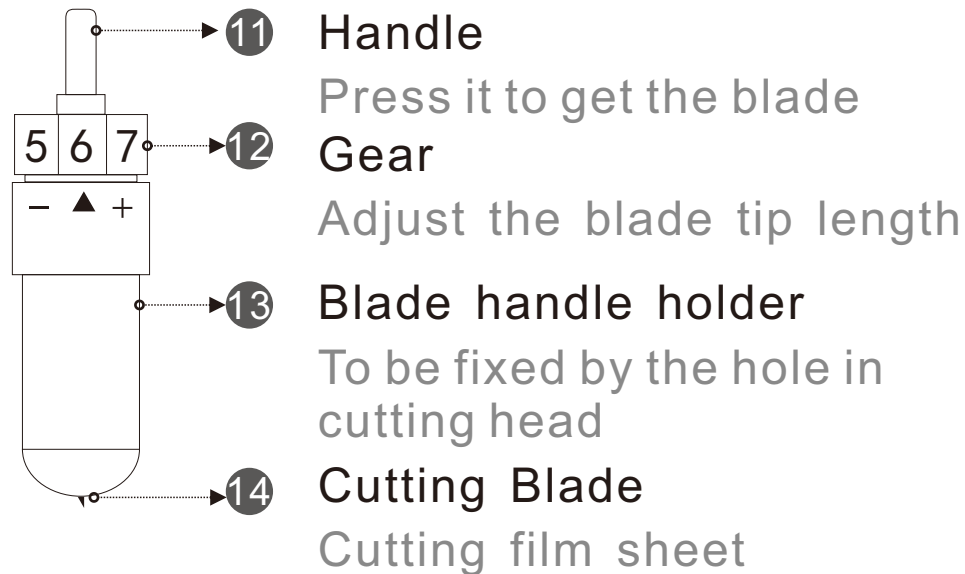 11 Handle
Press it to get the blade
5 6 7
12 Gear
Adjust the blade tip length
－ ▲ +
13 Blade handle holder
To be fixed by the hole in
cutting head
14 Cutting Blade
Cutting film sheet